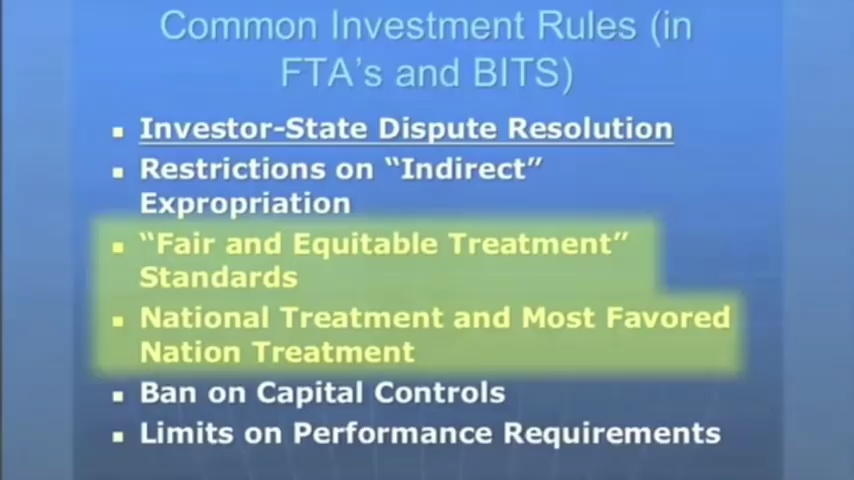 Common Investment Rules (in
FTA's and BITS)
Investor-State Dispute Resolution
Restrictions on “Indirect”
Expropriation
“Fair and Equitable Treatment”
Standards
National Treatment and Most Favored
Nation Treatment
Ban on Capital Controls
Limits on Performance Requirements